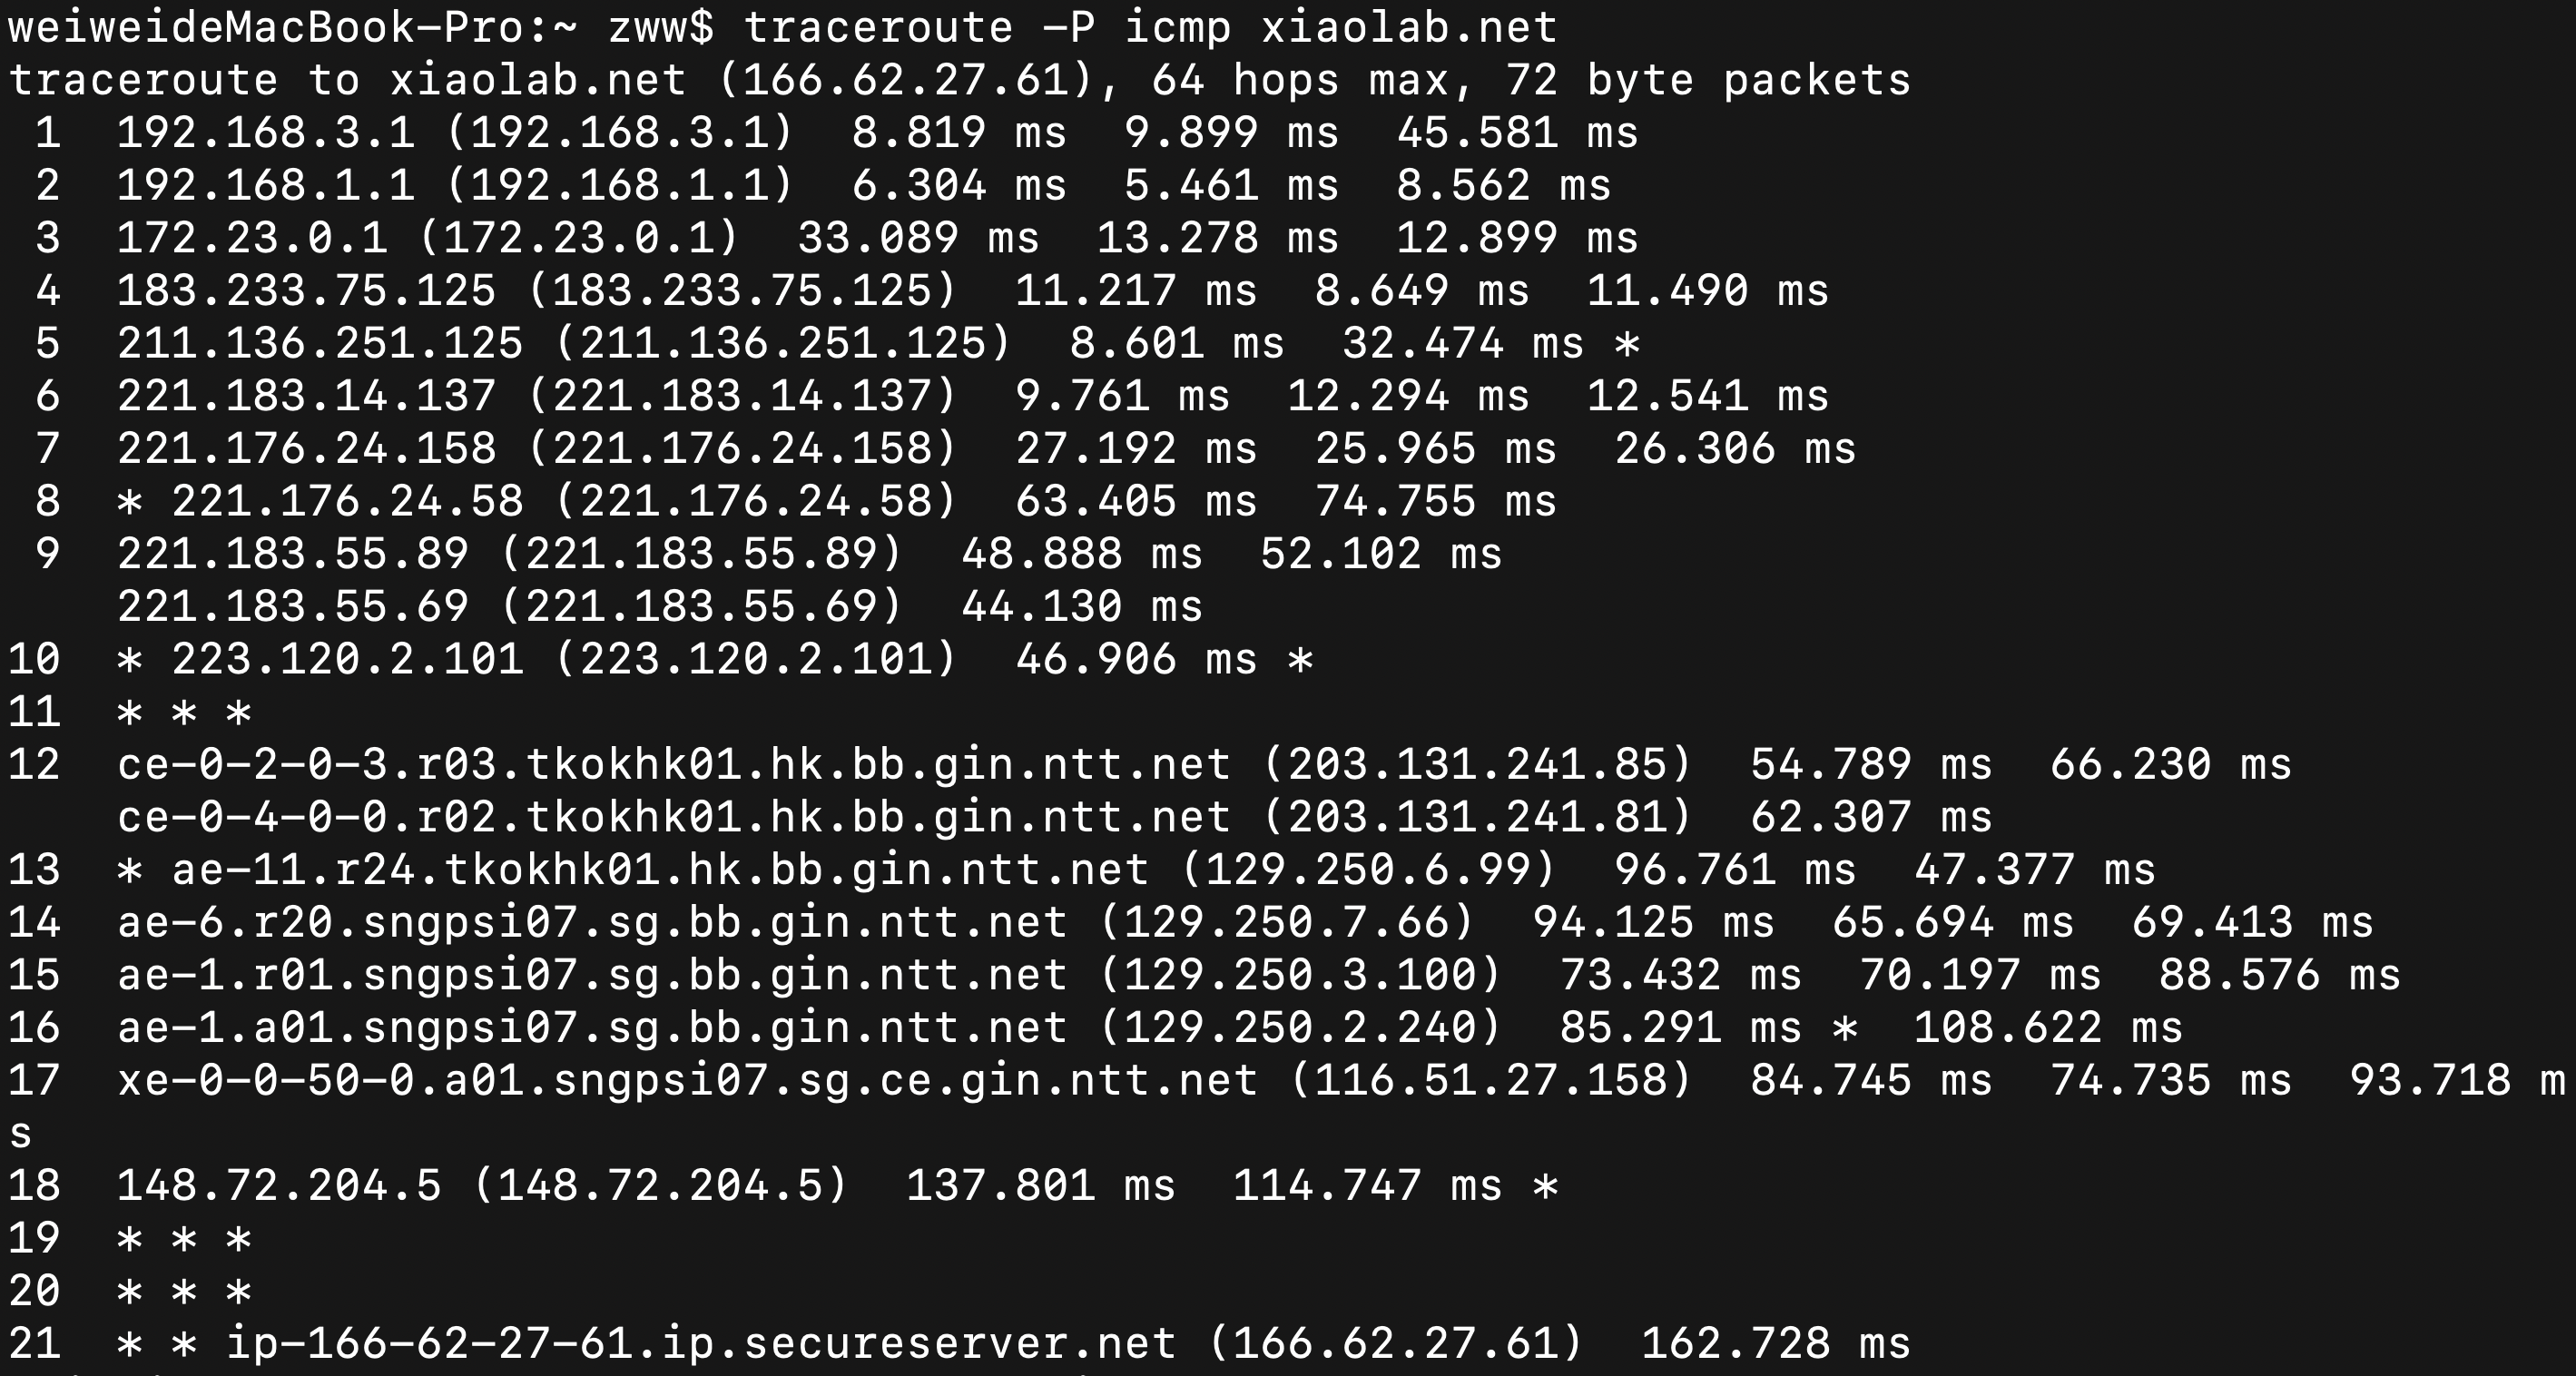 weiweideMacBook-Pro:~ zww$ traceroute -P icmp xiaolab.net
traceroute to xiaolab.net (166.62.27.61), 64 hops max, 72 byte packets
 1  192.168.3.1 (192.168.3.1)  8.819 ms  9.899 ms  45.581 ms
 2  192.168.1.1 (192.168.1.1)  6.304 ms  5.461 ms  8.562 ms
 3  172.23.0.1 (172.23.0.1)  33.089 ms  13.278 ms  12.899 ms
 4  183.233.75.125 (183.233.75.125)  11.217 ms  8.649 ms  11.490 ms
 5  211.136.251.125 (211.136.251.125)  8.601 ms  32.474 ms *
 6  221.183.14.137 (221.183.14.137)  9.761 ms  12.294 ms  12.541 ms
 7  221.176.24.158 (221.176.24.158)  27.192 ms  25.965 ms  26.306 ms
 8  * 221.176.24.58 (221.176.24.58)  63.405 ms  74.755 ms
 9  221.183.55.89 (221.183.55.89)  48.888 ms  52.102 ms
    221.183.55.69 (221.183.55.69)  44.130 ms
10  * 223.120.2.101 (223.120.2.101)  46.906 ms *
11  * * *
12  ce-0-2-0-3.r03.tkokhk01.hk.bb.gin.ntt.net (203.131.241.85)  54.789 ms  66.230 ms
    ce-0-4-0-0.r02.tkokhk01.hk.bb.gin.ntt.net (203.131.241.81)  62.307 ms
13  * ae-11.r24.tkokhk01.hk.bb.gin.ntt.net (129.250.6.99)  96.761 ms  47.377 ms
14  ae-6.r20.sngpsi07.sg.bb.gin.ntt.net (129.250.7.66)  94.125 ms  65.694 ms  69.413 ms
15  ae-1.r01.sngpsi07.sg.bb.gin.ntt.net (129.250.3.100)  73.432 ms  70.197 ms  88.576 ms
16  ae-1.a01.sngpsi07.sg.bb.gin.ntt.net (129.250.2.240)  85.291 ms *  108.622 ms
17  xe-0-0-50-0.a01.sngpsi07.sg.ce.gin.ntt.net (116.51.27.158)  84.745 ms  74.735 ms  93.718 m
s
18  148.72.204.5 (148.72.204.5)  137.801 ms  114.747 ms *
19  * * *
20  * * *
21  * * ip-166-62-27-61.ip.secureserver.net (166.62.27.61)  162.728 ms